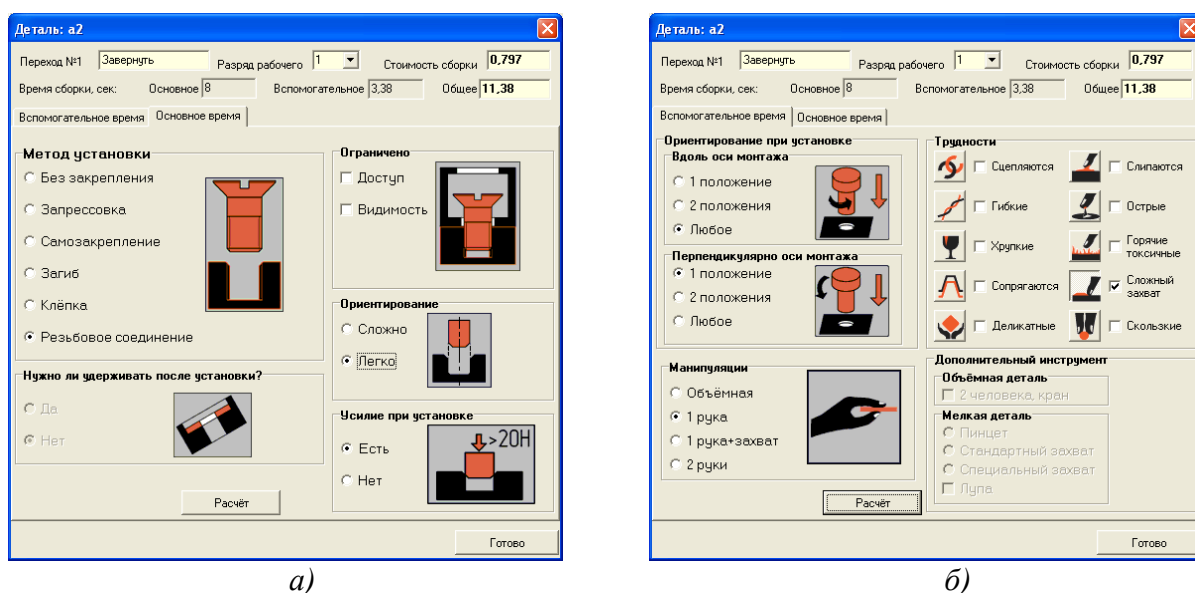 Деталь: a2
Переход №1 Завернуть Разряд рабочего 1 Стоимость сборки 0,797
Время сборки, сек: Основное 8 Вспомогательное 3,38 Общее 11,38
Вспомогательное время Основное время
Метод установки
Без закрепления
Запрессовка
Самозакрепление
Загиб
Клёпка
Резьбовое соединение
Нужно ли удерживать после установки?
Да
Нет
Ограничено
Доступ
Видимость
Ориентирование
Сложно
Легко
Усилие при установке
Есть
Нет
>20Н
Расчёт
Готово
а)
Деталь: a2
Переход №1 Завернуть Разряд рабочего 1 Стоимость сборки 0,797
Время сборки, сек: Основное 8 Вспомогательное 3,38 Общее 11,38
Вспомогательное время Основное время
Ориентирование при установке
Вдоль оси монтажа
1 положение
2 положения
Любое
Перпендикулярно оси монтажа
1 положение
2 положения
Любое
Манипуляции
Объёмная
1 рука
1 рука+захват
2 руки
Трудности
Сцепляются Слипаются
Гибкие Острые
Хрупкие Горячие
токсичные
Сопрягаются Сложный
захват
Деликатные Скользкие
Дополнительный инструмент
Объёмная деталь
2 человека, кран
Мелкая деталь
Пинцет
Стандартный захват
Специальный захват
Лупа
Расчёт
Готово
б)